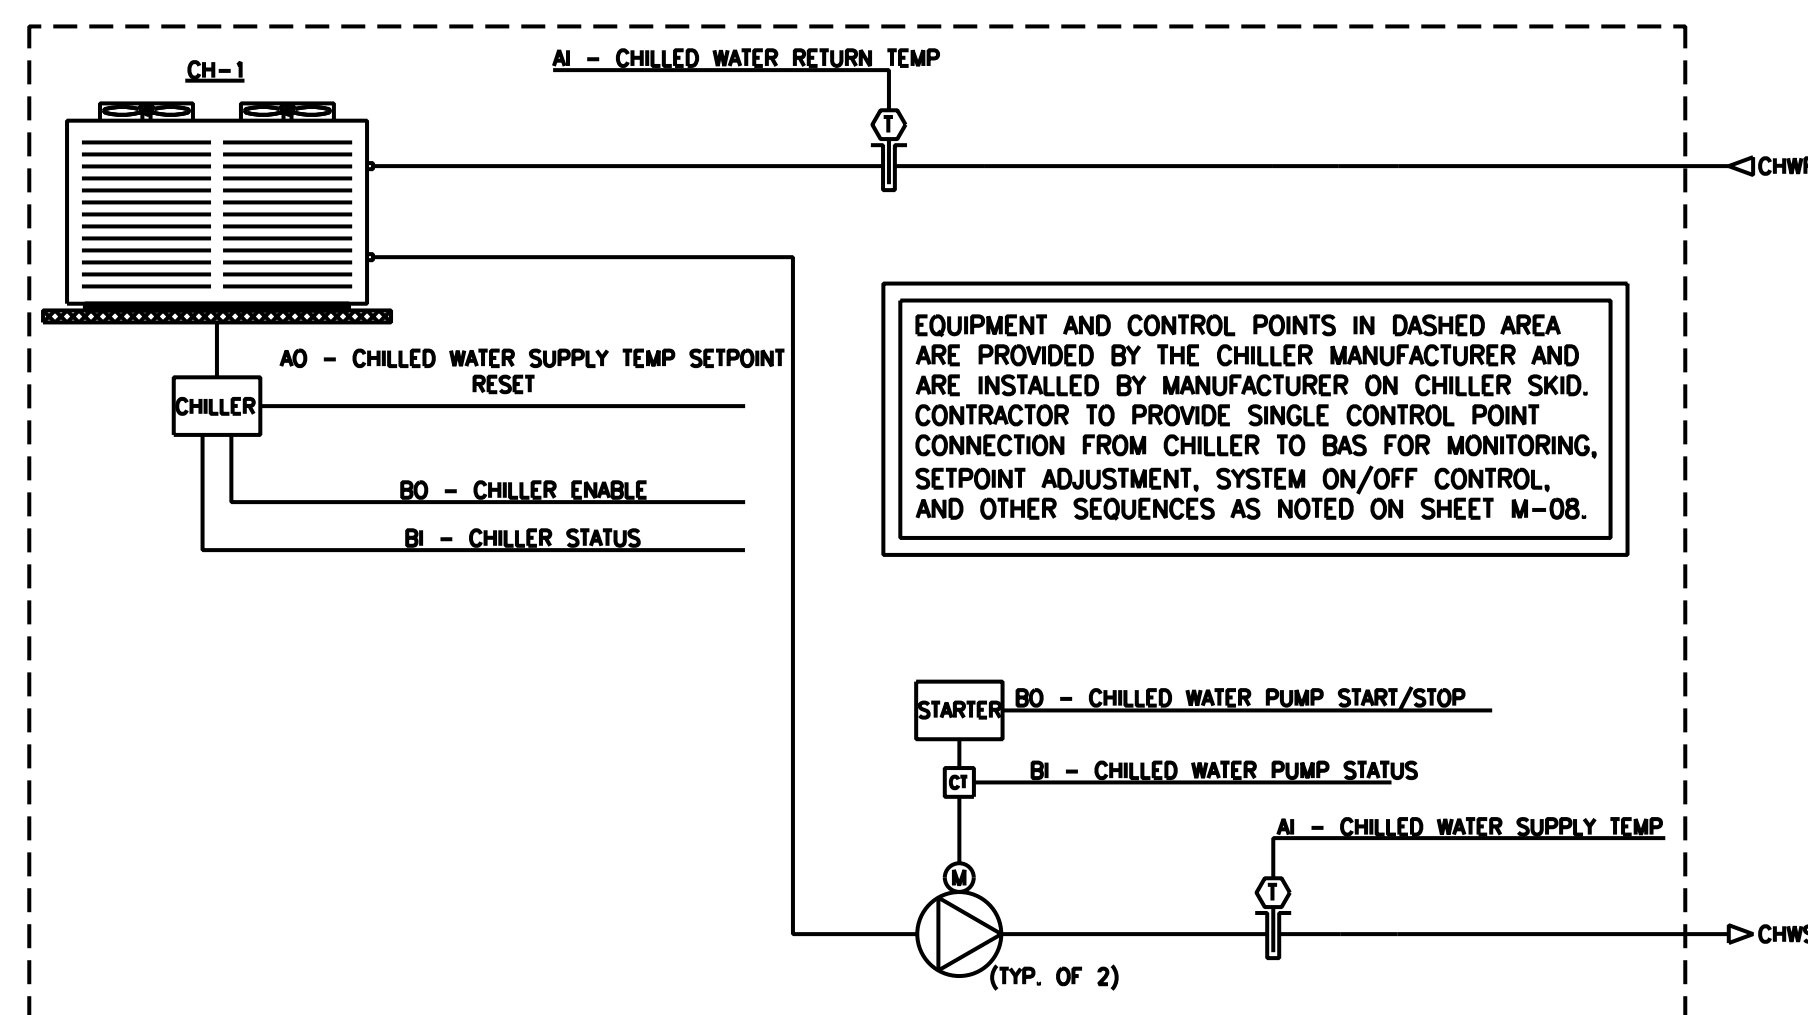 AI - CHILLED WATER RETURN TEMP
CH-1
T
CHWR
EQUIPMENT AND CONTROL POINTS IN DASHED AREA
ARE PROVIDED BY THE CHILLER MANUFACTURER AND
ARE INSTALLED BY MANUFACTURER ON CHILLER SKID.
CONTRACTOR TO PROVIDE SINGLE CONTROL POINT
CONNECTION FROM CHILLER TO BAS FOR MONITORING,
SETPOINT ADJUSTMENT, SYSTEM ON/OFF CONTROL,
AND OTHER SEQUENCES AS NOTED ON SHEET M-08.
AO - CHILLED WATER SUPPLY TEMP SETPOINT
RESET
CHILLER
BO - CHILLER ENABLE
BI - CHILLER STATUS
STARTER
BO - CHILLED WATER PUMP START/STOP
CT
BI - CHILLED WATER PUMP STATUS
AI - CHILLED WATER SUPPLY TEMP
M
T
CHWS
(TYP. OF 2)